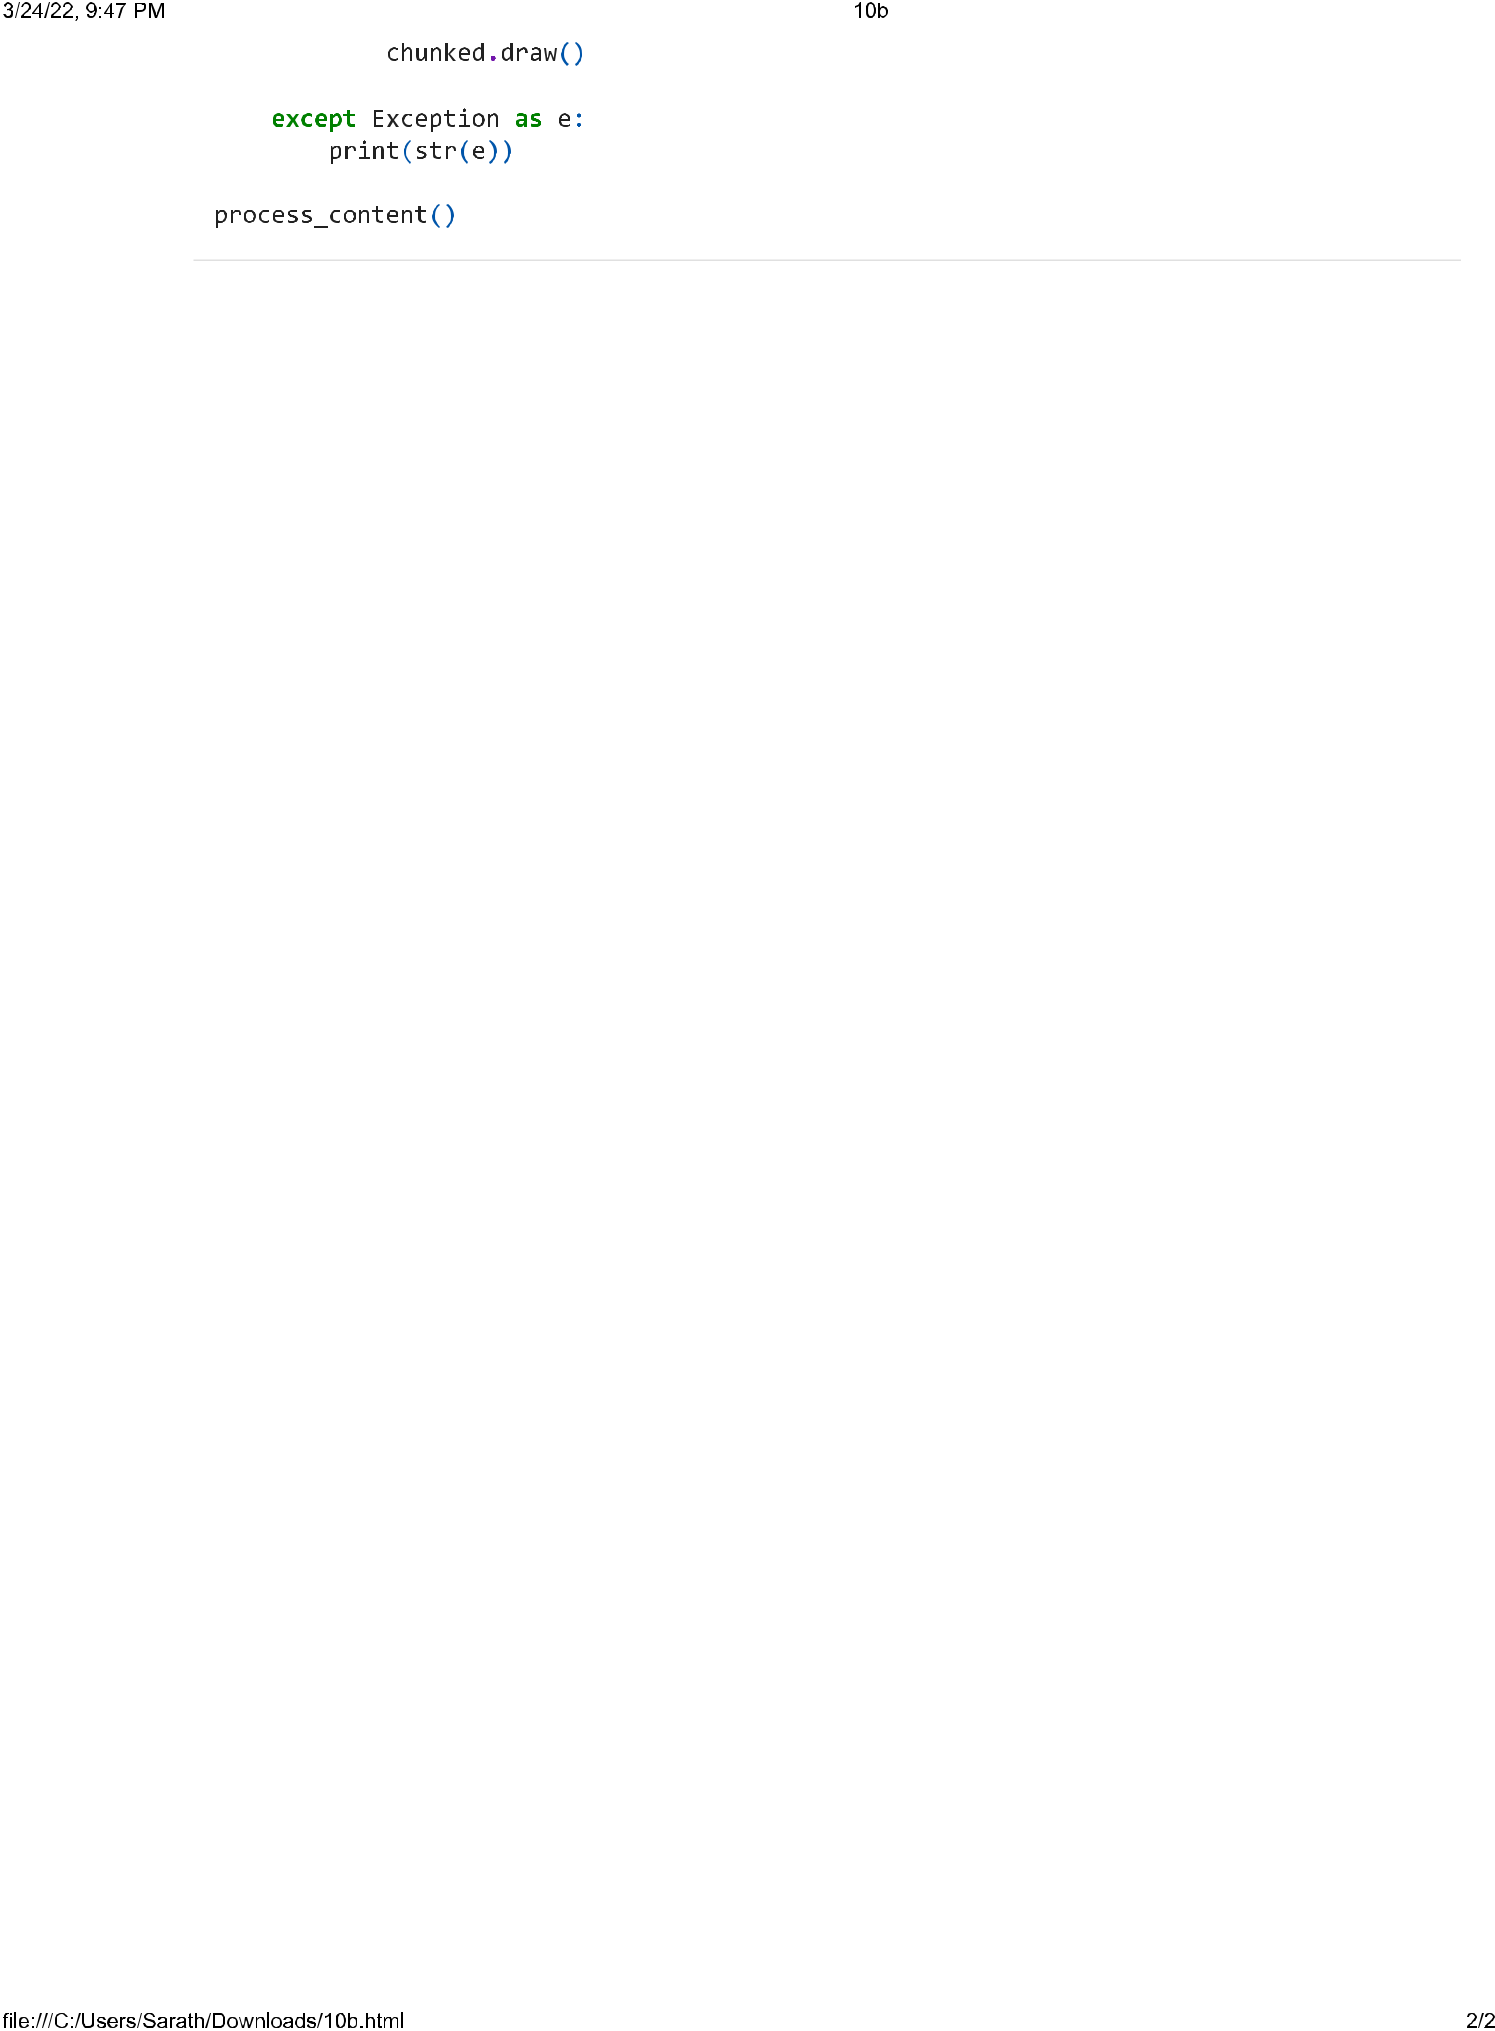 3/24/22, 9:47 PM 10b
            chunked.draw()
    except Exception as e:
        print(str(e))
process_content()
file:///C:/Users/Sarath/Downloads/10b.html 2/2